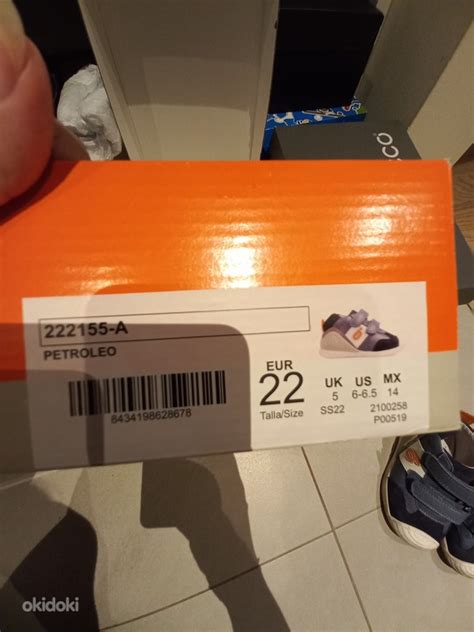 CCO
222155-A
PETROLEO
8434198628678
EUR
22
Talla/Size
UK US MX
5 6-6.5 14
SS22 2100258
P00519
okidoki